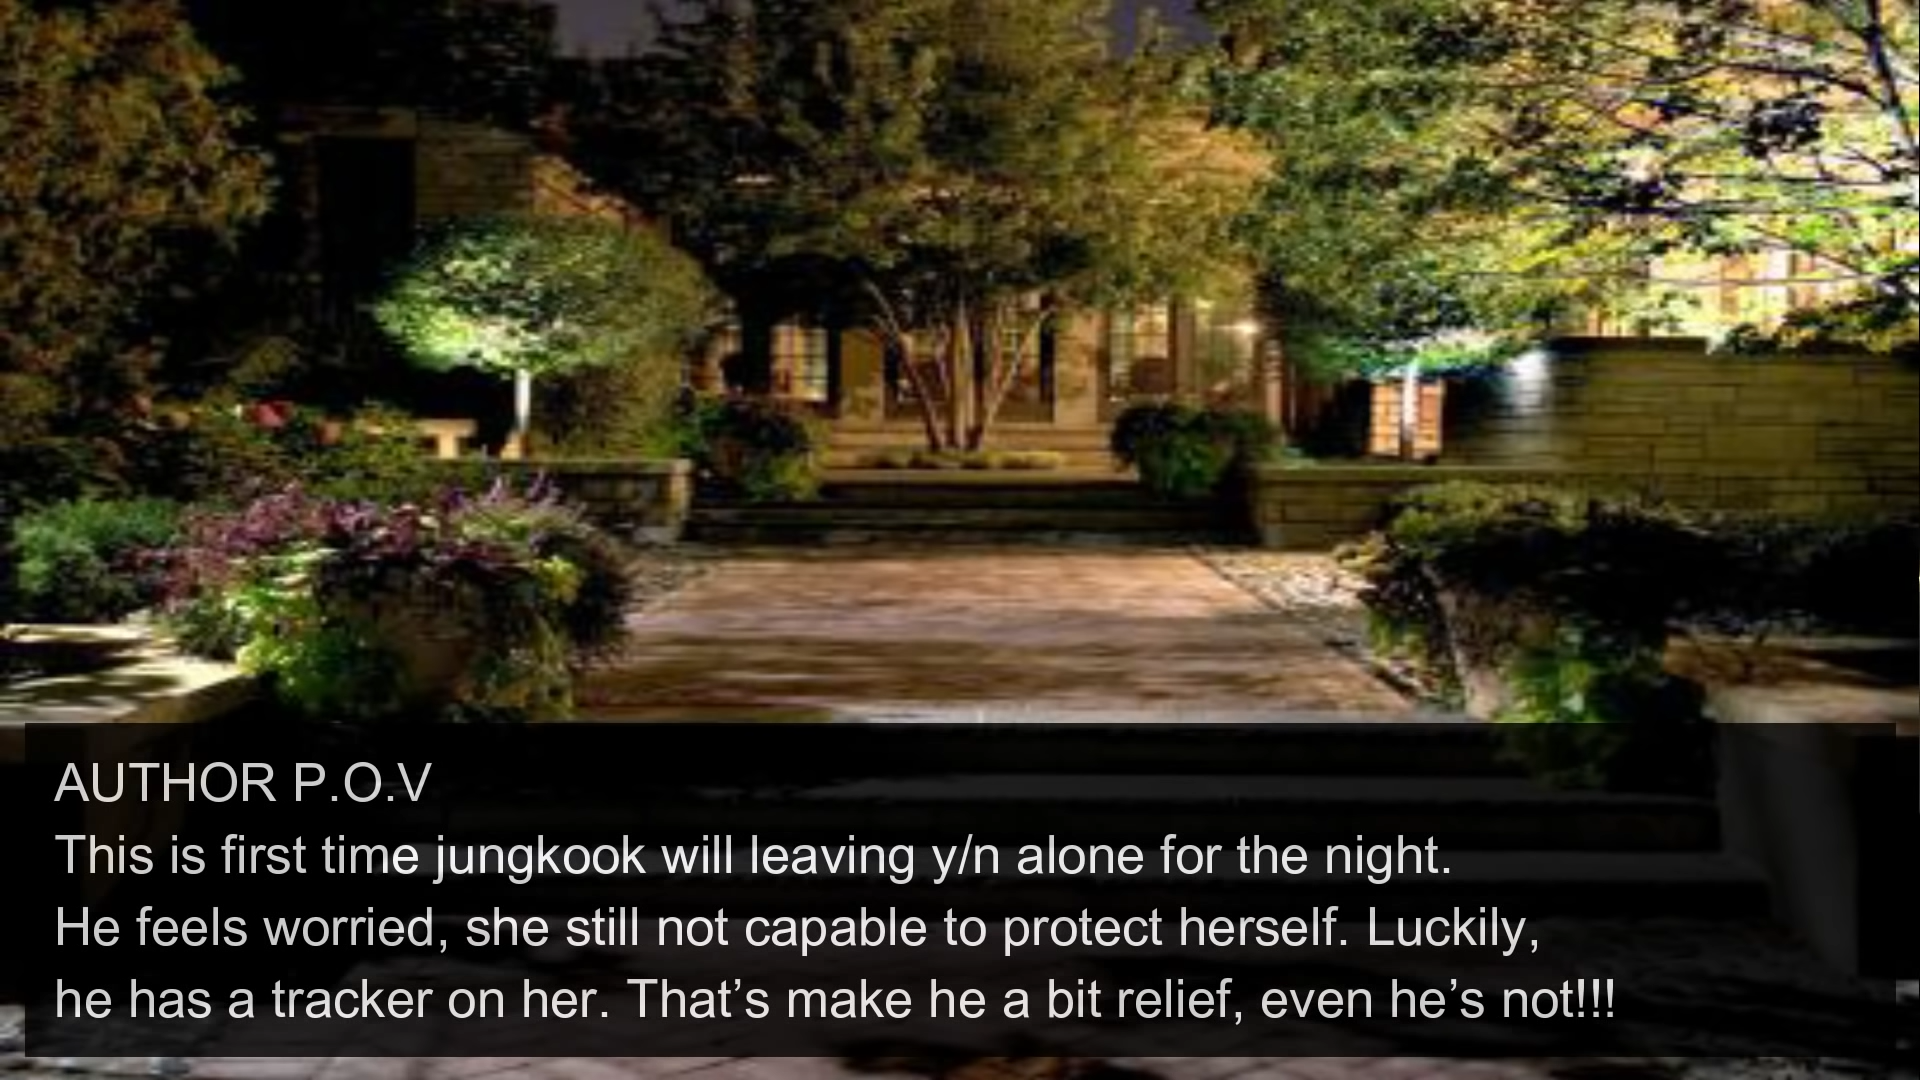 AUTHOR P.O.V
This is first time jungkook will leaving y/n alone for the night.
He feels worried, she still not capable to protect herself. Luckily,
he has a tracker on her. That’s make he a bit relief, even he’s not!!!